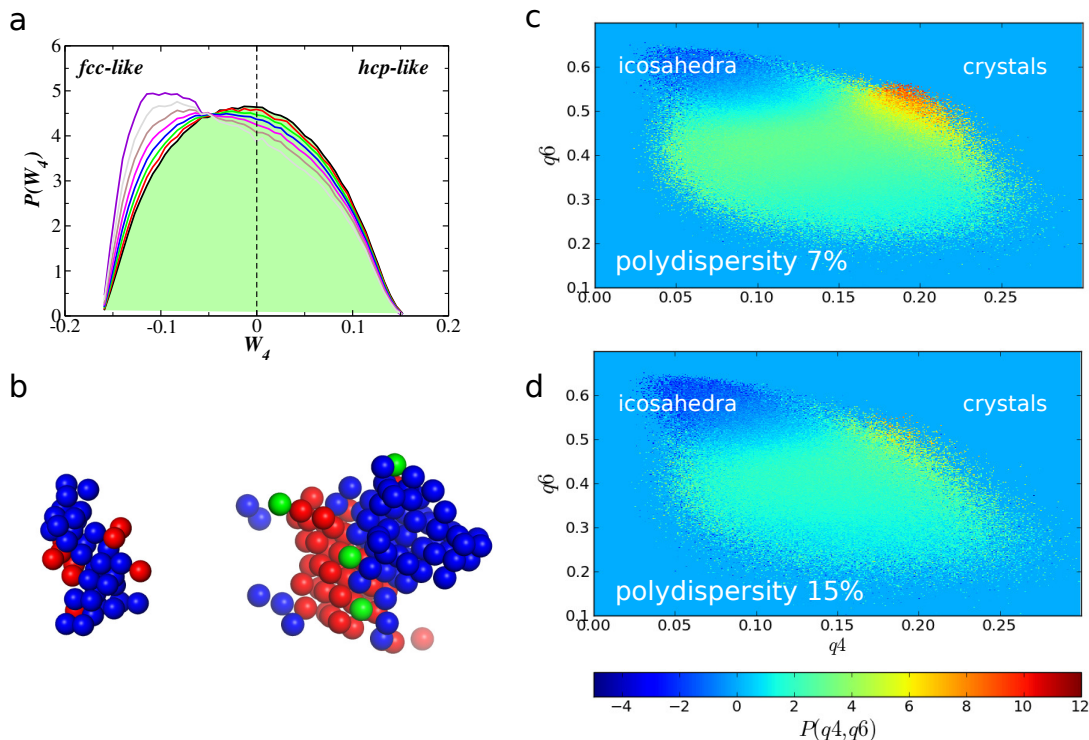 a
fcc-like
hcp-like
P(W4)
6
5
4
3
2
1
0
-0.2
-0.1
0
0.1
0.2
W4
b
c
icosahedra
crystals
polydispersity 7%
q6
0.6
0.5
0.4
0.3
0.2
0.1
0.00
0.05
0.10
0.15
0.20
0.25
d
icosahedra
crystals
polydispersity 15%
q6
0.6
0.5
0.4
0.3
0.2
0.1
0.00
0.05
0.10
0.15
0.20
0.25
q4
−4
−2
0
2
4
6
8
10
12
P(q4,q6)